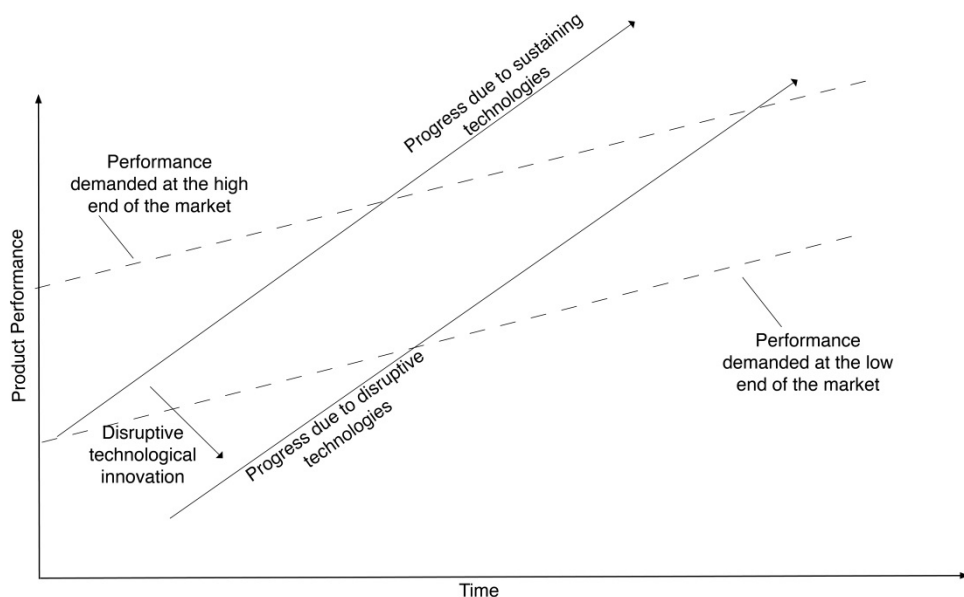 Progress due to sustaining
technologies
Performance
demanded at the high
end of the market
Product Performance
Performance
demanded at the low
end of the market
Disruptive
technological
innovation
Progress due to disruptive
technologies
Time